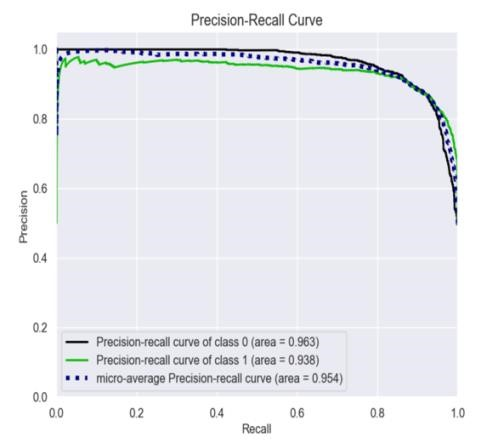 Precision-Recall Curve
1.0
0.8
0.6
0.4
0.2
0.0
Precision
Precision-recall curve of class 0 (area = 0.963)
Precision-recall curve of class 1 (area = 0.938)
micro-average Precision-recall curve (area = 0.954)
0.0 0.2 0.4 0.6 0.8 1.0
Recall